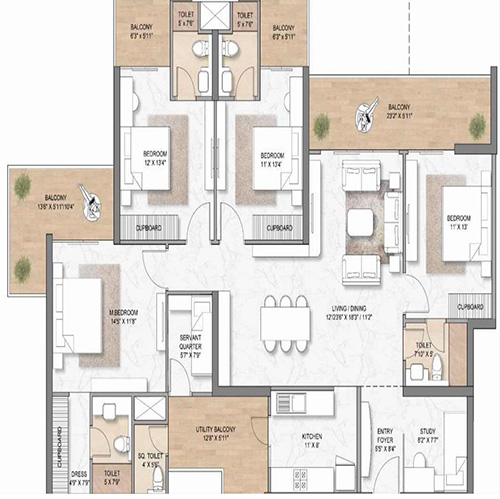 TOILET
5' x 7'6'
TOILET
5' x 7'6'
BALCONY
6'3" x 5'11"
BALCONY
6'3" x 5'11"
BALCONY
23'2" X 5'11"
BEDROOM
12' X 13'4"
BEDROOM
11' X 13'4"
BALCONY
13'6" X 5'11"/10'4"
BEDROOM
11' X 13'
CUPBOARD
CUPBOARD
CUPBOARD
M.BEDROOM
14'5" X 11'8"
LIVING / DINING
12'/23'6" X 18'3" / 11'2"
SERVANT
QUARTER
5'7" X 7'9"
TOILET
7'10" X 5'
UTILITY BALCONY
12'8" X 5'11"
KITCHEN
11' X 8'
ENTRY
FOYER
5'5" X 8'4"
STUDY
8'2" X 7'7"
CUPBOARD
SQ. TOILET
DRESS
4'9" X 7'9"
TOILET
5' X 7'9"